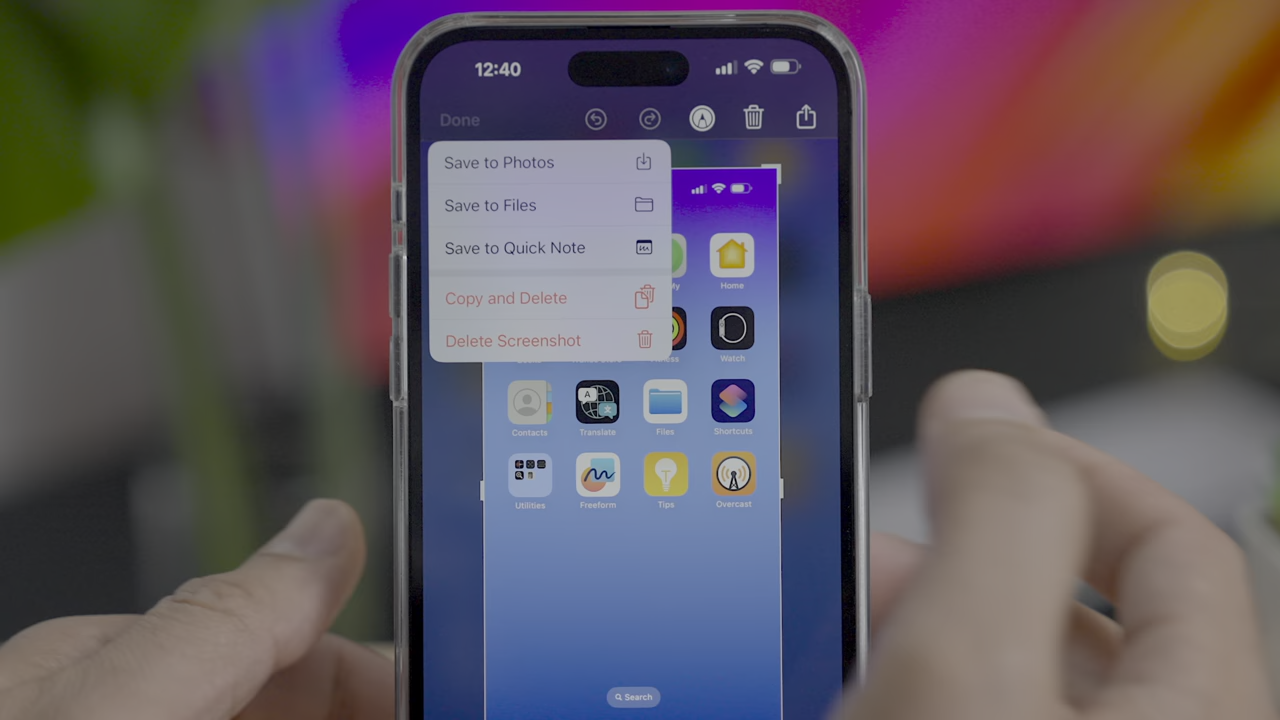 12:40
Done
Save to Photos
Save to Files
Save to Quick Note
Copy and Delete
Delete Screenshot
My
Home
Watch
Contacts
Translate
Files
Shortcuts
Utilities
Freeform
Tips
Overcast
Search